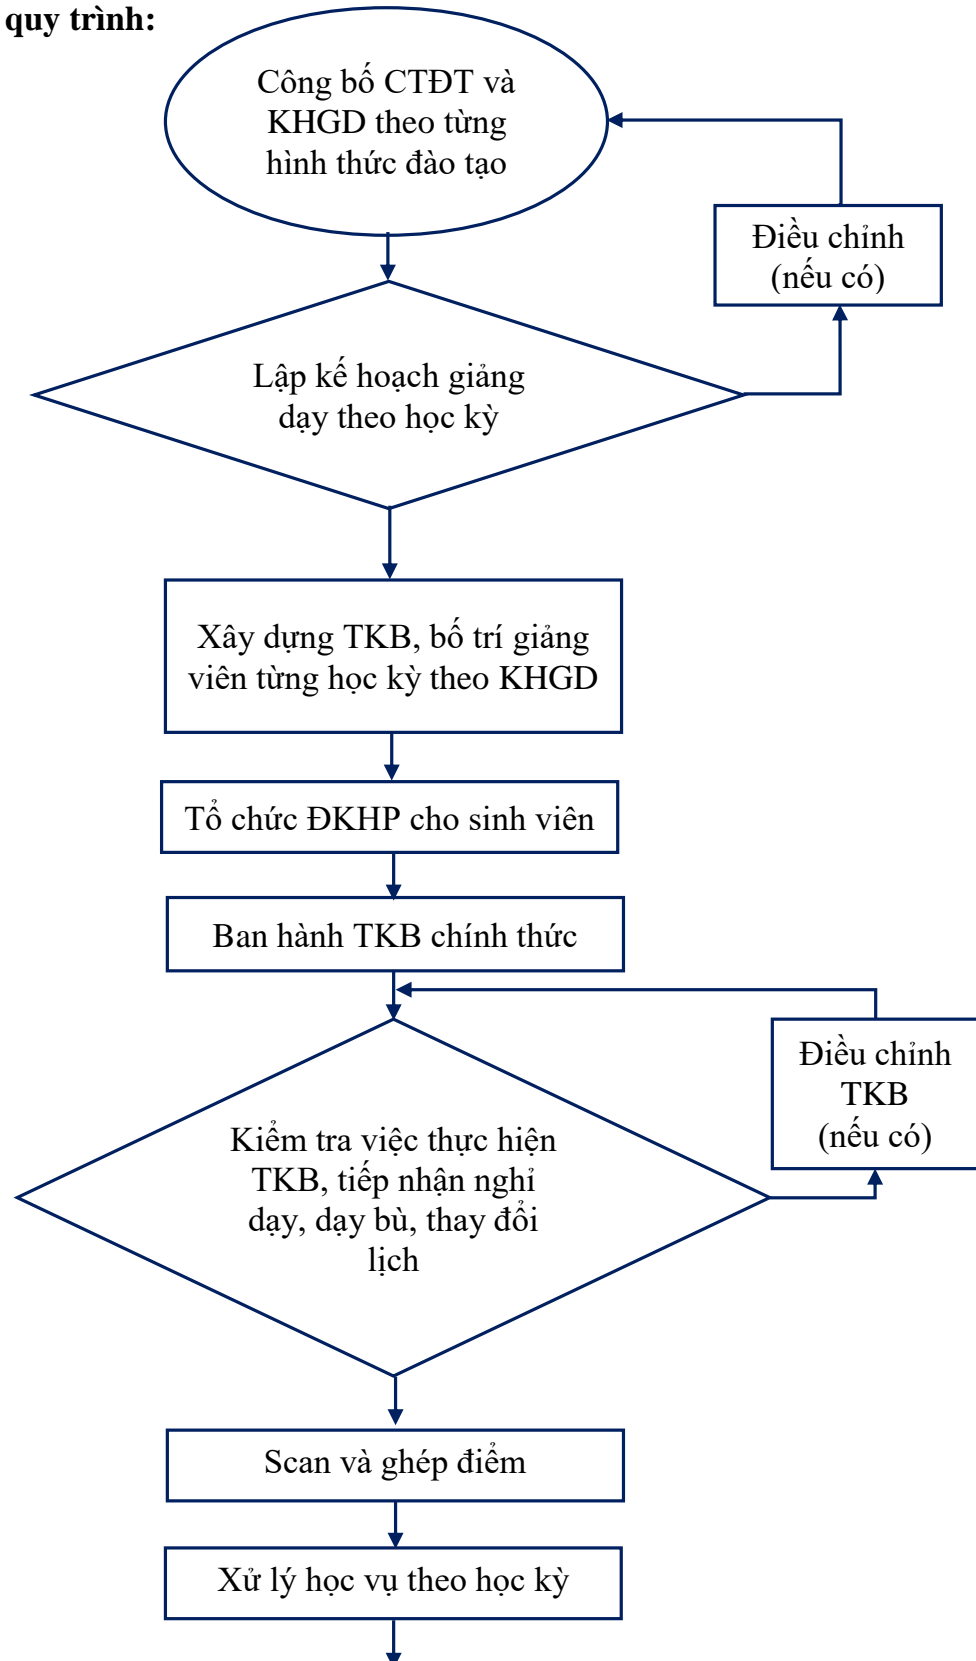 quy trình:
Công bố CTĐT và
KHGD theo từng
hình thức đào tạo
Điều chỉnh
(nếu có)
Lập kế hoạch giảng
dạy theo học kỳ
Xây dựng TKB, bố trí giảng
viên từng học kỳ theo KHGD
Tổ chức ĐKHP cho sinh viên
Ban hành TKB chính thức
Điều chỉnh
TKB
(nếu có)
Kiểm tra việc thực hiện
TKB, tiếp nhận nghỉ
dạy, dạy bù, thay đổi
lịch
Scan và ghép điểm
Xử lý học vụ theo học kỳ